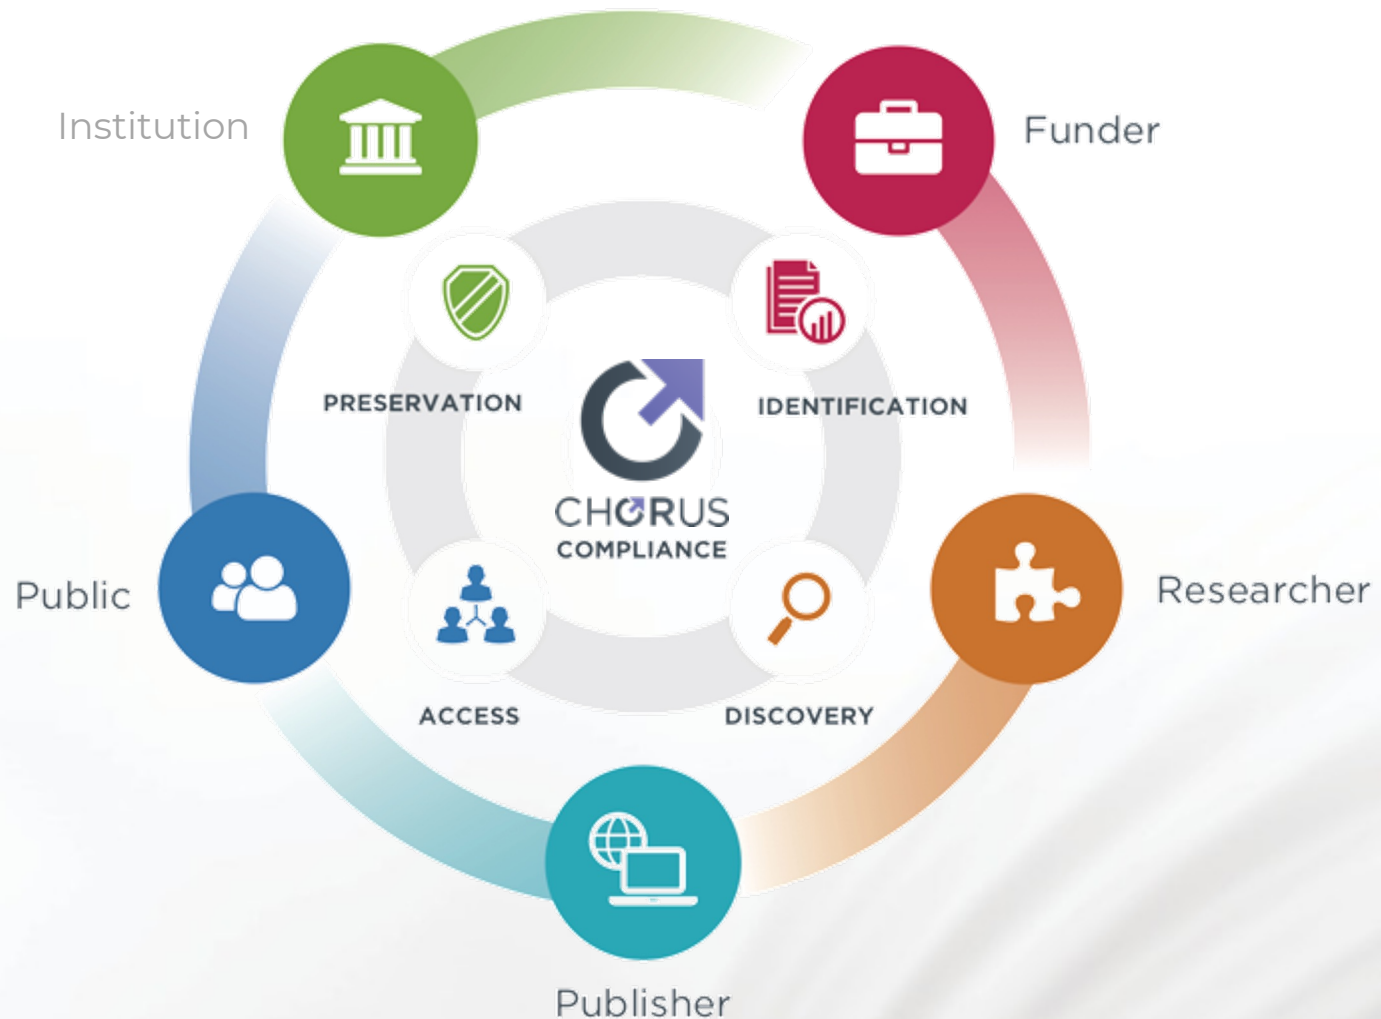 Institution
Funder
PRESERVATION
IDENTIFICATION
CHORUS
COMPLIANCE
Public
Researcher
ACCESS
DISCOVERY
Publisher